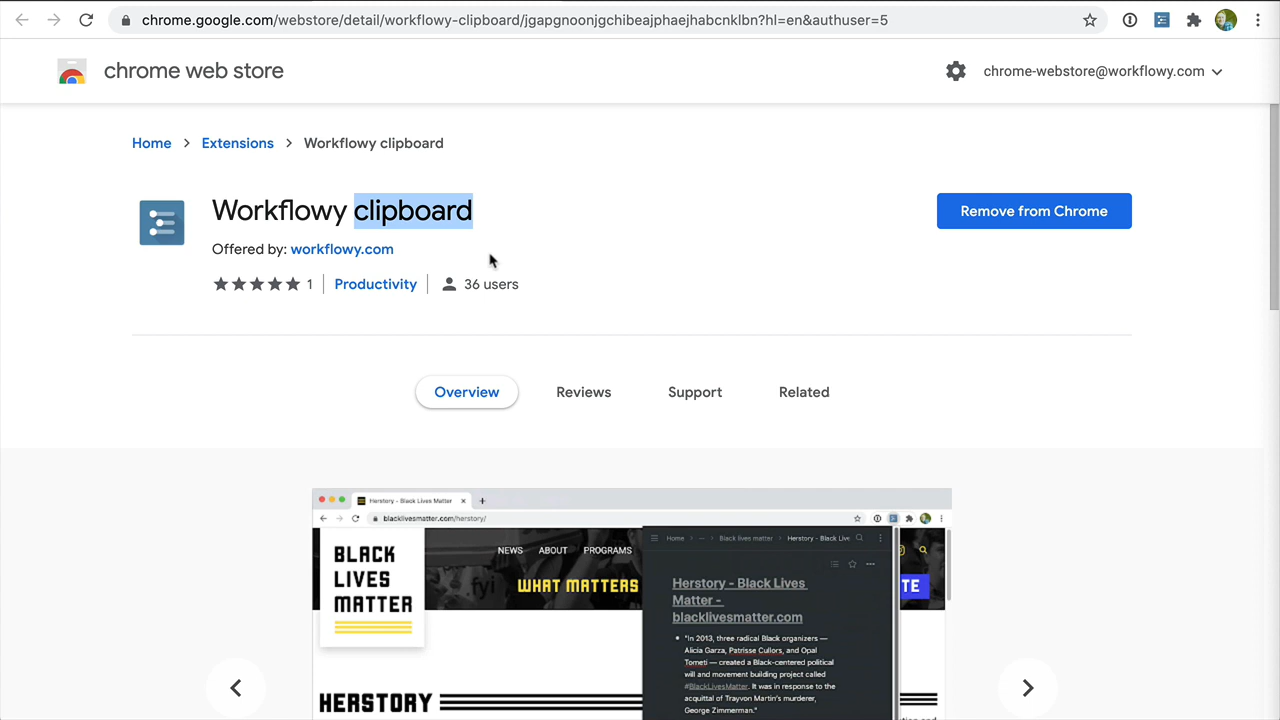 chrome.google.com/webstore/detail/workflowy-clipboard/jgapgnoonjgchibeajphaejhabcnklbn?hl=en&authuser=5
chrome web store
chrome-webstore@workflowy.com
Home > Extensions > Workflowy clipboard
Workflowy clipboard
Remove from Chrome
Offered by: workflowy.com
1 Productivity 36 users
Overview Reviews Support Related
Herstory - Black Lives Matter
blacklivesmatter.com/herstory/
NEWS ABOUT PROGRAMS
Home ... Black lives matter > Herstory - Black Live
BLACK
LIVES
MATTER
WHAT MATTERS
TE
Herstory - Black Lives
Matter -
blacklivesmatter.com
"In 2013, three radical Black organizers —
Alicia Garza, Patrisse Cullors, and Opal
Tometi — created a Black-centered political
will and movement building project called
#BlackLivesMatter. It was in response to the
acquittal of Trayvon Martin's murderer,
George Zimmerman."
HERSTORY